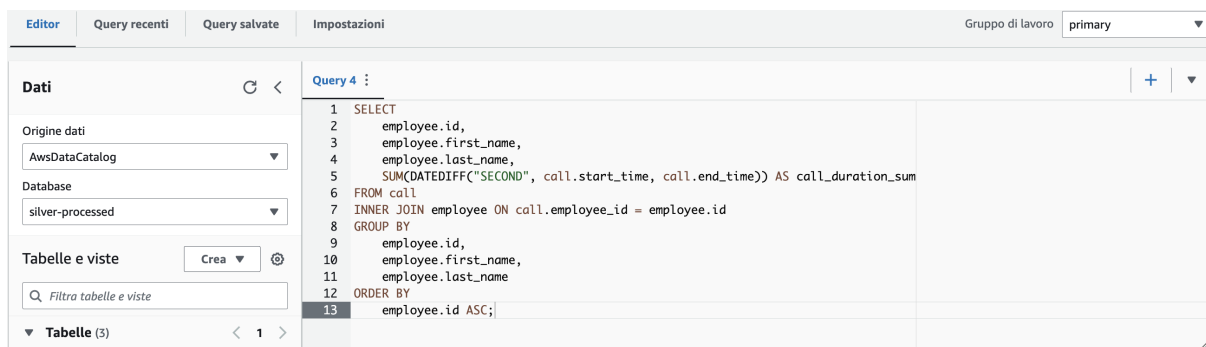 Editor Query recenti Query salvate Impostazioni Gruppo di lavoro primary
Dati
Origine dati
AwsDataCatalog
Database
silver-processed
Tabelle e viste Crea
Filtra tabelle e viste
Tabelle (3) 1
Query 4
1 SELECT
2 employee.id,
3 employee.first_name,
4 employee.last_name,
5 SUM(DATEDIFF("SECOND", call.start_time, call.end_time)) AS call_duration_sum
6 FROM call
7 INNER JOIN employee ON call.employee_id = employee.id
8 GROUP BY
9 employee.id,
10 employee.first_name,
11 employee.last_name
12 ORDER BY
13 employee.id ASC;